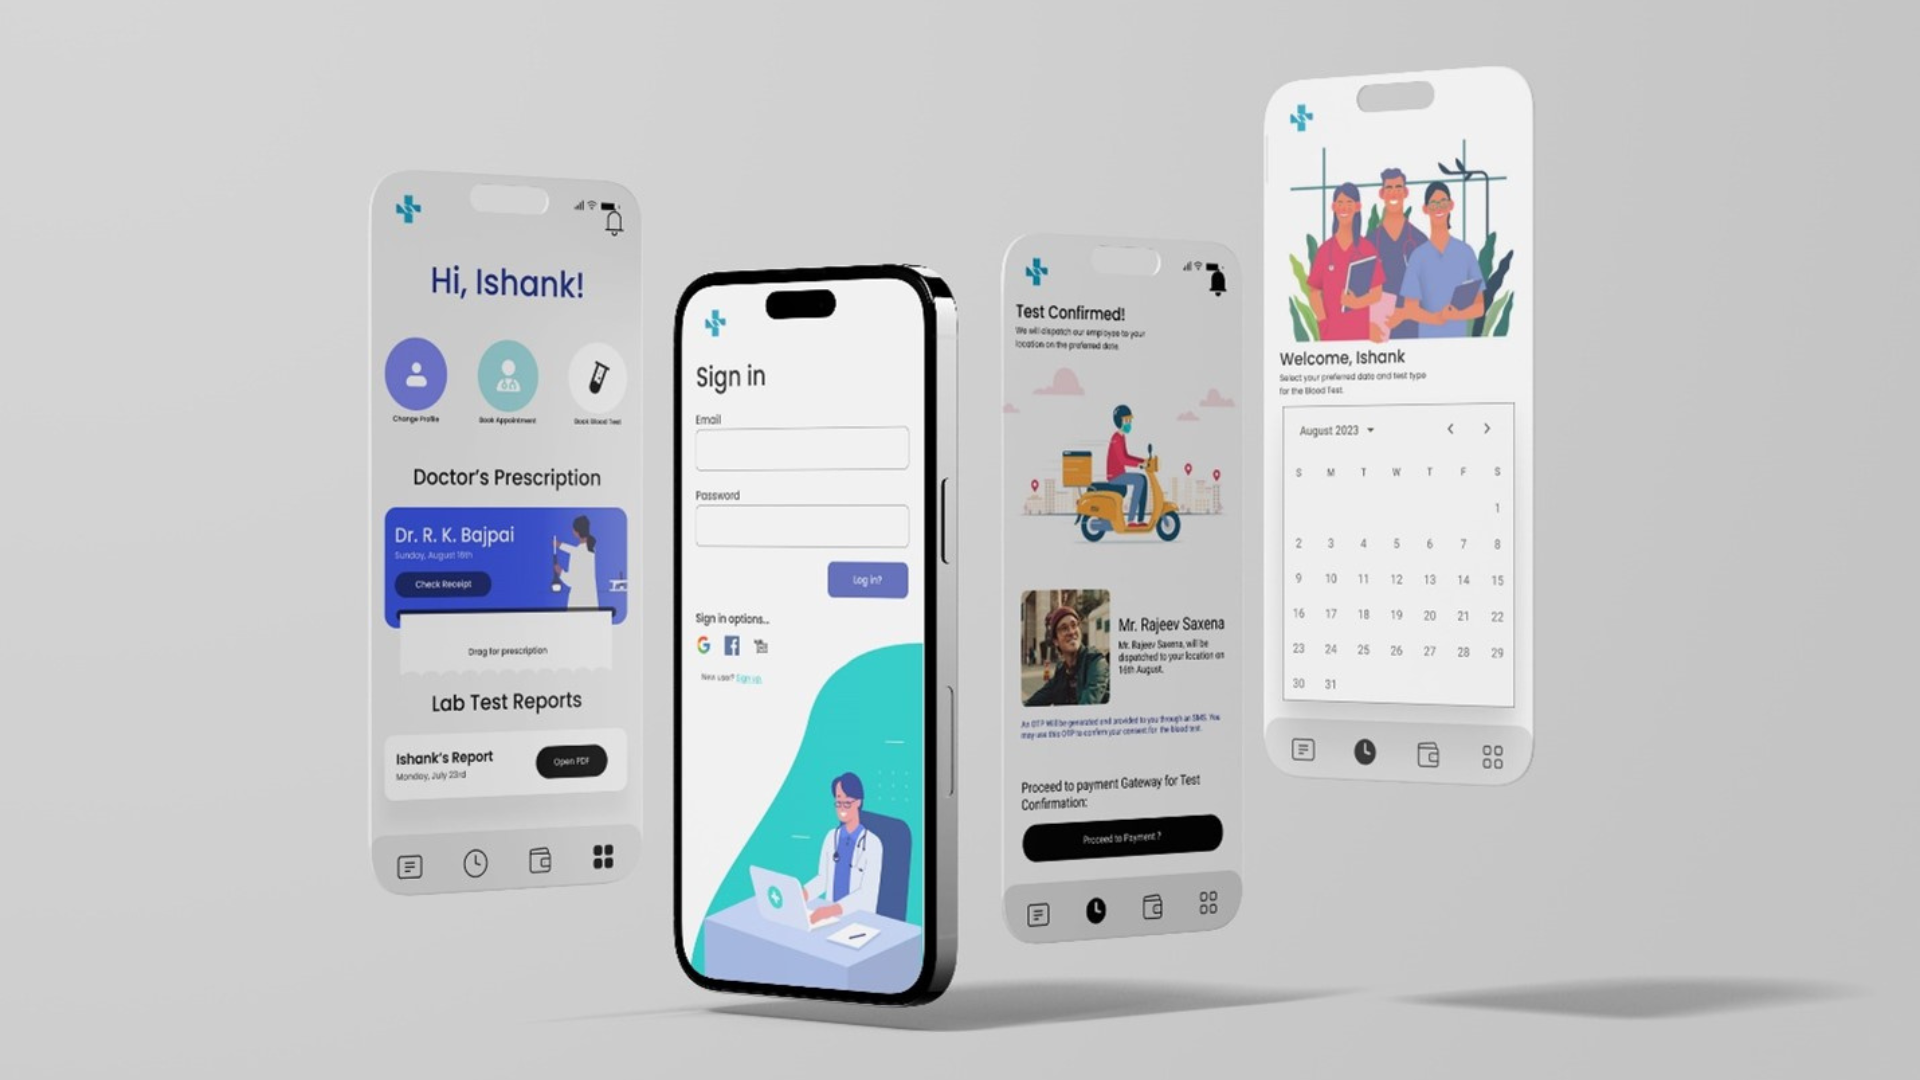 Hi, Ishank!
Change Profile
Book Appointment
Book Blood Test
Doctor's Prescription
Dr. R. K. Bajpai
Sunday, August 16th
Check Receipt
Drag for prescription
Lab Test Reports
Ishank's Report
Monday, July 23rd
Open PDF
Sign in
Email
Password
Log in?
Sign in options...
New user? Sign up
Test Confirmed!
We will dispatch our employee to your
location on the preferred date.
Mr. Rajeev Saxena
Mr. Rajeev Saxena, will be
dispatched to your location on
16th August.
An OTP Will be generated and provided to you through an SMS. You
may use this OTP to confirm your consent for the blood test.
Proceed to payment Gateway for Test
Confirmation:
Proceed to Payment ?
Welcome, Ishank
Select your preferred date and test type
for the Blood Test.
August 2023
S M T W T F S
1
2 3 4 5 6 7 8
9 10 11 12 13 14 15
16 17 18 19 20 21 22
23 24 25 26 27 28 29
30 31